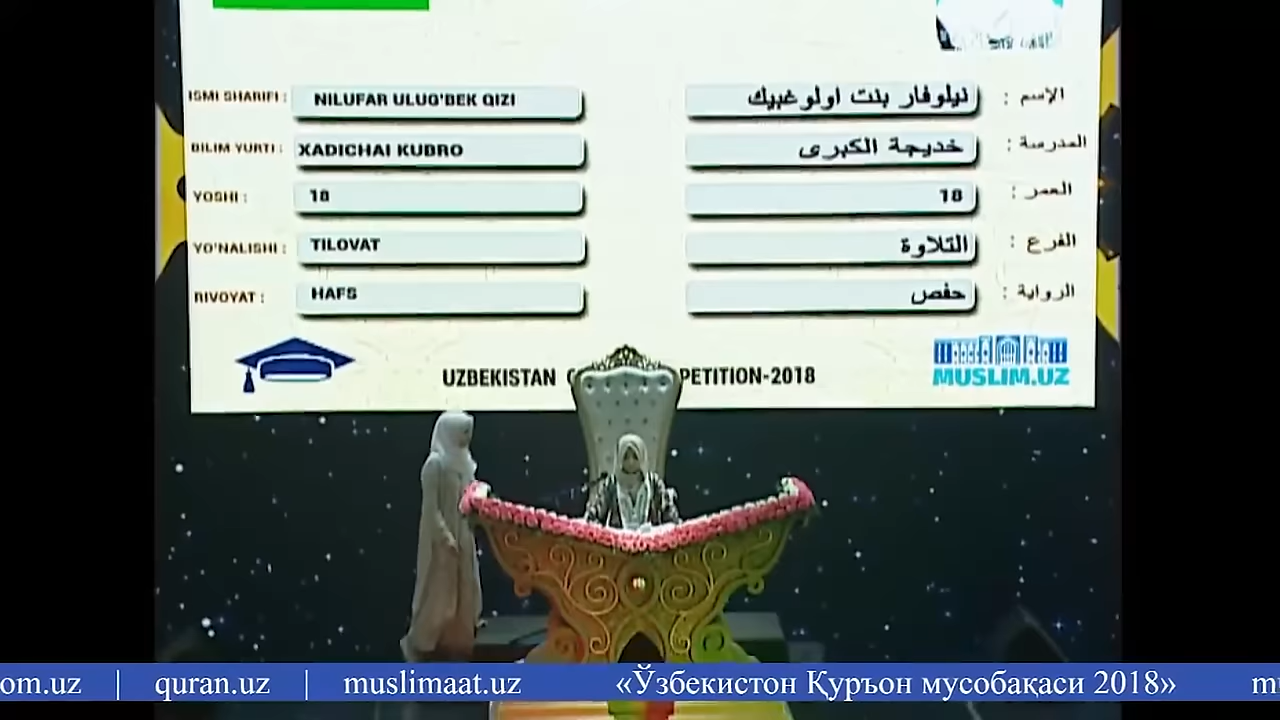 ISMI SHARIFI : NILUFAR ULUG'BEK QIZI نيلوفار بنت اولوغبيك الإسم :
BILIM YURTI : XADICHAI KUBRO خديجة الكبرى المدرسة :
YOSHI : 18 18 العمر :
YO'NALISHI : TILOVAT التلاوة الفرع :
RIVOYAT : HAFS حفص الرواية :
UZBEKISTAN PETITION-2018
MUSLIM.UZ
om.uz | quran.uz | muslimaat.uz «Ўзбекистон Қуръон мусобақаси 2018» m